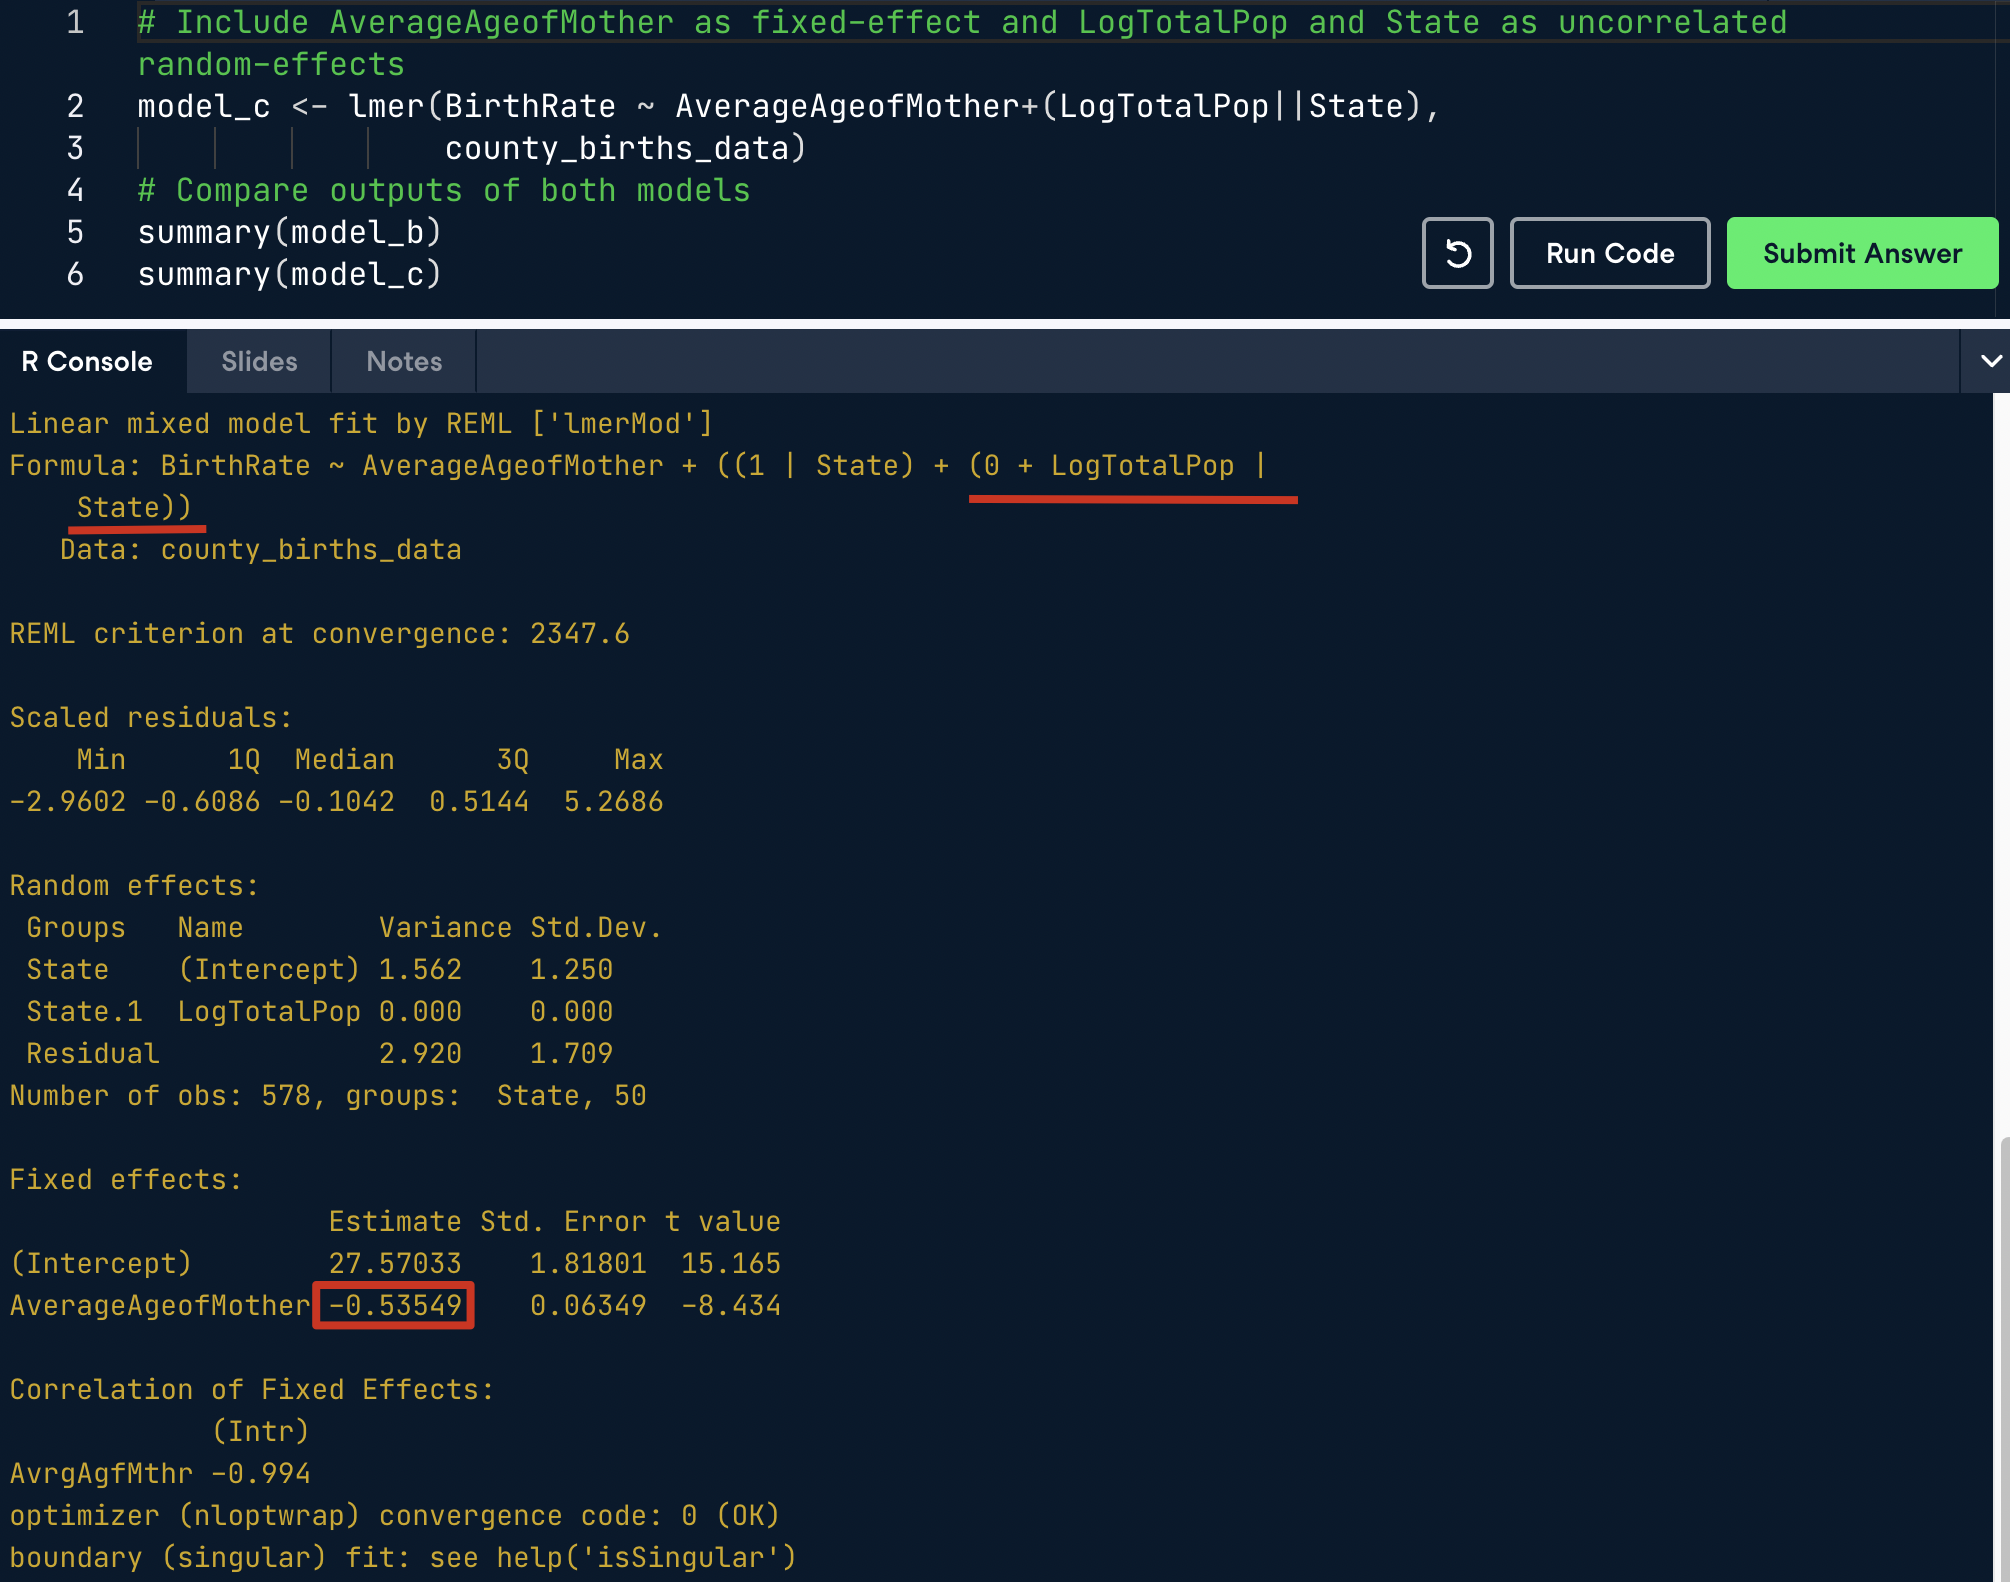 1 # Include AverageAgeofMother as fixed-effect and LogTotalPop and State as uncorrelated
random-effects
2 model_c <- lmer(BirthRate ~ AverageAgeofMother+(LogTotalPop||State),
3 county_births_data)
4 # Compare outputs of both models
5 summary(model_b)
6 summary(model_c)
Run Code
Submit Answer
R Console Slides Notes
Linear mixed model fit by REML ['lmerMod']
Formula: BirthRate ~ AverageAgeofMother + ((1 | State) + (0 + LogTotalPop |
State))
Data: county_births_data
REML criterion at convergence: 2347.6
Scaled residuals:
Min 1Q Median 3Q Max
-2.9602 -0.6086 -0.1042 0.5144 5.2686
Random effects:
Groups Name Variance Std.Dev.
State (Intercept) 1.562 1.250
State.1 LogTotalPop 0.000 0.000
Residual 2.920 1.709
Number of obs: 578, groups: State, 50
Fixed effects:
Estimate Std. Error t value
(Intercept) 27.57033 1.81801 15.165
AverageAgeofMother -0.53549 0.06349 -8.434
Correlation of Fixed Effects:
(Intr)
AvrgAgfMthr -0.994
optimizer (nloptwrap) convergence code: 0 (OK)
boundary (singular) fit: see help('isSingular')